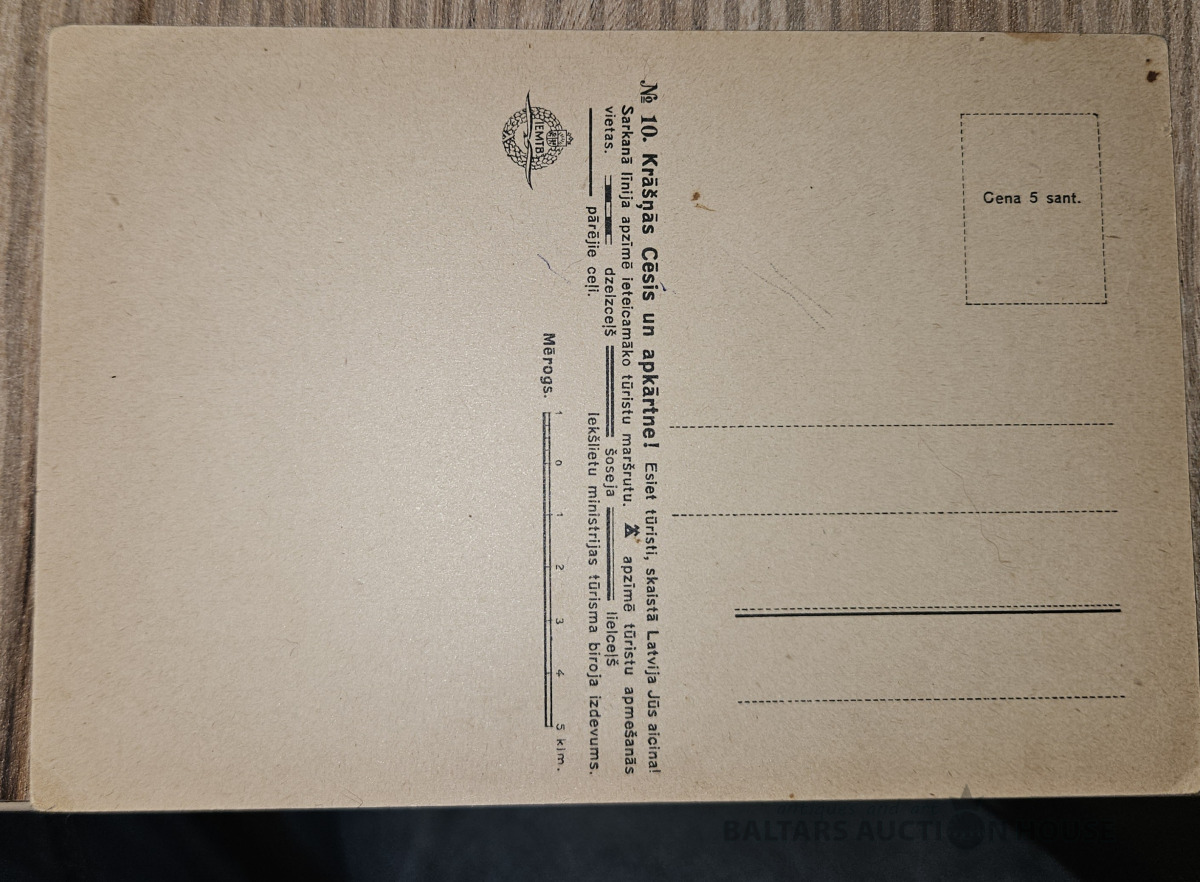 Cena 5 sant.
№ 10. Krāšņās Cēsis un apkārtne! Esiet tūristi, skaistā Latvija Jūs aicina!
Sarkanā līnija apzīmē ieteicamāko tūristu maršrutu. apzīmē tūristu apmešanās
vietas. dzelzceļš šoseja lielceļš
pārējie ceļi. Iekšlietu ministrijas tūrisma biroja izdevums.
IEMTB
Mērogs. 1 0 1 2 3 4 5 klm.
BALTARS AUCTION HOUSE